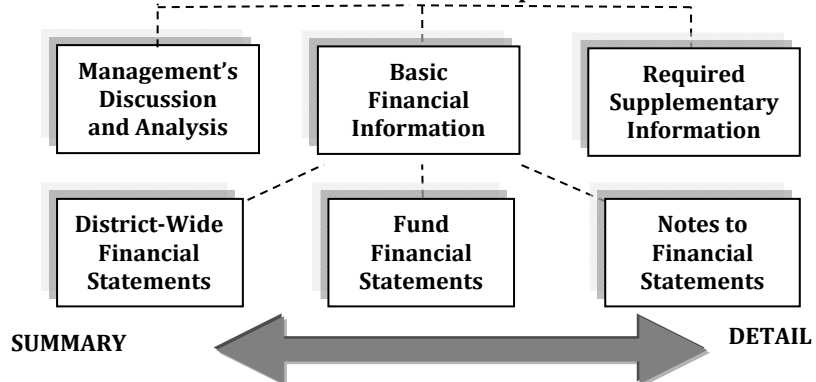 Management's
Discussion
and Analysis
Basic
Financial
Information
Required
Supplementary
Information
District-Wide
Financial
Statements
Fund
Financial
Statements
Notes to
Financial
Statements
SUMMARY
DETAIL